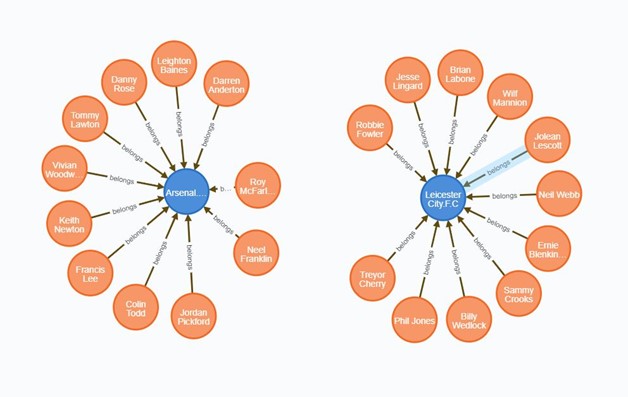 Leighton
Baines
Danny
Rose
Darren
Anderton
Tommy
Lawton
Vivian
Woodw...
Keith
Newton
Francis
Lee
Colin
Todd
Jordan
Pickford
Neel
Franklin
Roy
McFart...
Arsenal....
belongs
belongs
belongs
belongs
belongs
belongs
belongs
belongs
belongs
belongs
b...
Brian
Labone
Jesse
Lingard
Wilf
Mannion
Robbie
Fowler
Jolean
Lescott
Neil Webb
Ernie
Blenkin...
Sammy
Crooks
Billy
Wedlock
Phil Jones
Treyor
Cherry
Leicester
City.F.C
belongs
belongs
belongs
belongs
belongs
belongs
belongs
belongs
belongs
belongs
belongs